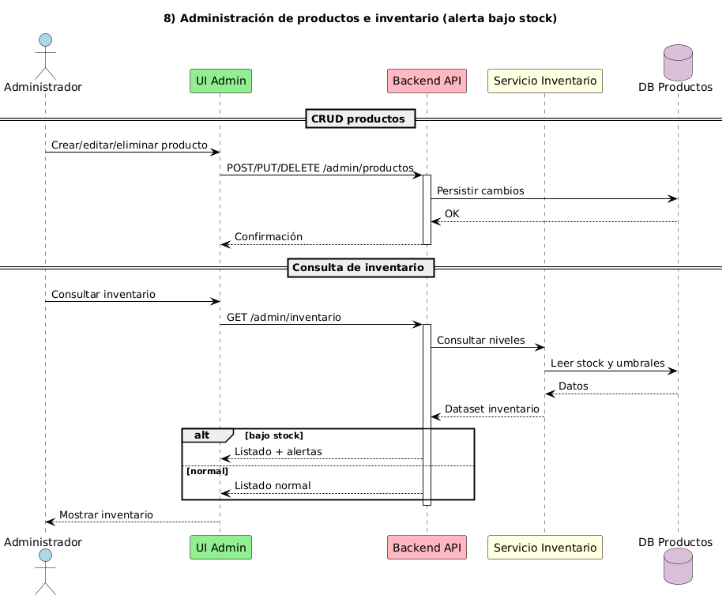 8) Administración de productos e inventario (alerta bajo stock)
Administrador
UI Admin
Backend API
Servicio Inventario
DB Productos
CRUD productos
Crear/editar/eliminar producto
POST/PUT/DELETE /admin/productos
Persistir cambios
OK
Confirmación
Consulta de inventario
Consultar inventario
GET /admin/inventario
Consultar niveles
Leer stock y umbrales
Datos
Dataset inventario
alt [bajo stock]
Listado + alertas
[normal]
Listado normal
Mostrar inventario
Administrador
UI Admin
Backend API
Servicio Inventario
DB Productos